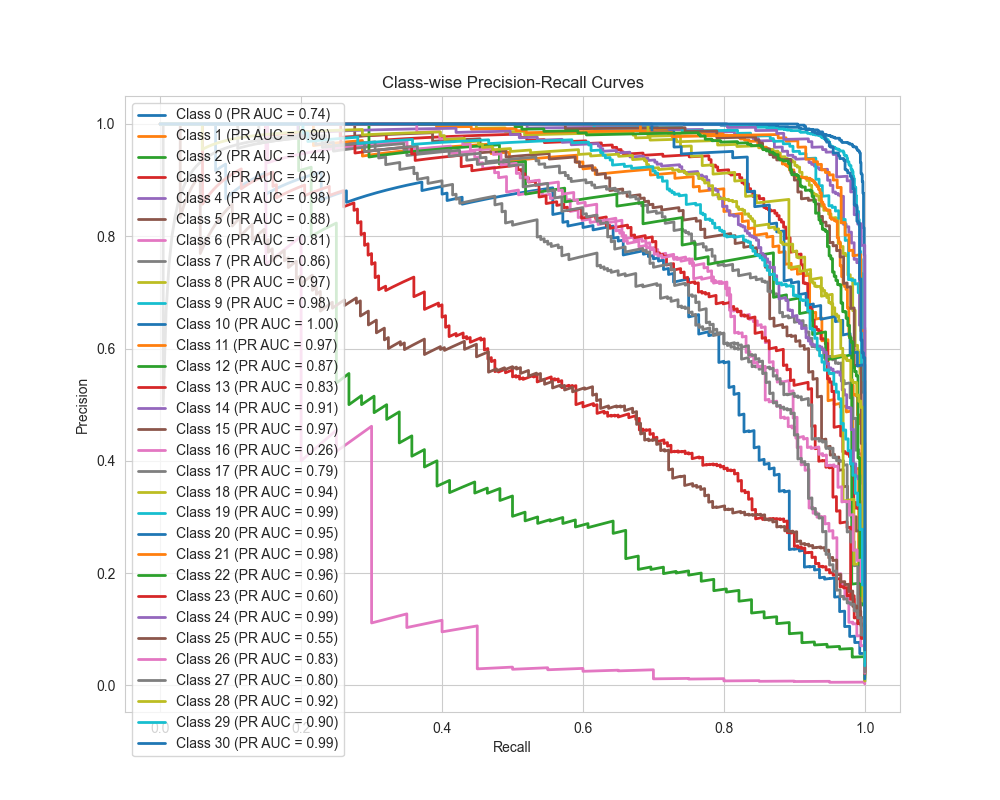 Class-wise Precision-Recall Curves
1.0
0.8
0.6
0.4
0.2
0.0
Precision
Class 0 (PR AUC = 0.74)
Class 1 (PR AUC = 0.90)
Class 2 (PR AUC = 0.44)
Class 3 (PR AUC = 0.92)
Class 4 (PR AUC = 0.98)
Class 5 (PR AUC = 0.88)
Class 6 (PR AUC = 0.81)
Class 7 (PR AUC = 0.86)
Class 8 (PR AUC = 0.97)
Class 9 (PR AUC = 0.98)
Class 10 (PR AUC = 1.00)
Class 11 (PR AUC = 0.97)
Class 12 (PR AUC = 0.87)
Class 13 (PR AUC = 0.83)
Class 14 (PR AUC = 0.91)
Class 15 (PR AUC = 0.97)
Class 16 (PR AUC = 0.26)
Class 17 (PR AUC = 0.79)
Class 18 (PR AUC = 0.94)
Class 19 (PR AUC = 0.99)
Class 20 (PR AUC = 0.95)
Class 21 (PR AUC = 0.98)
Class 22 (PR AUC = 0.96)
Class 23 (PR AUC = 0.60)
Class 24 (PR AUC = 0.99)
Class 25 (PR AUC = 0.55)
Class 26 (PR AUC = 0.83)
Class 27 (PR AUC = 0.80)
Class 28 (PR AUC = 0.92)
Class 29 (PR AUC = 0.90)
Class 30 (PR AUC = 0.99)
0.0 0.2 0.4 0.6 0.8 1.0
Recall